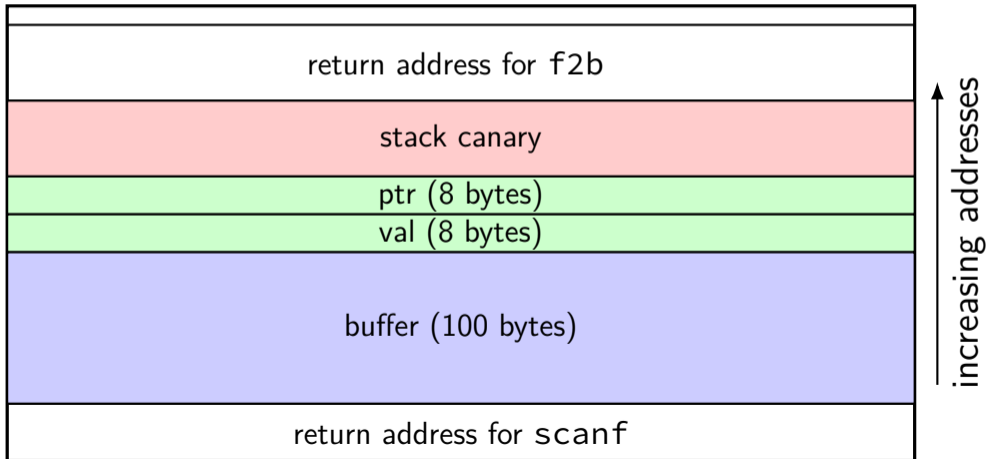 return address for f2b
stack canary
ptr (8 bytes)
val (8 bytes)
buffer (100 bytes)
return address for scanf
increasing addresses